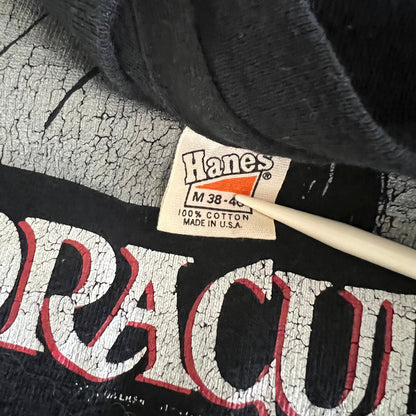 Hanes®
M 38-40
100% COTTON
MADE IN U.S.A.
DRACU